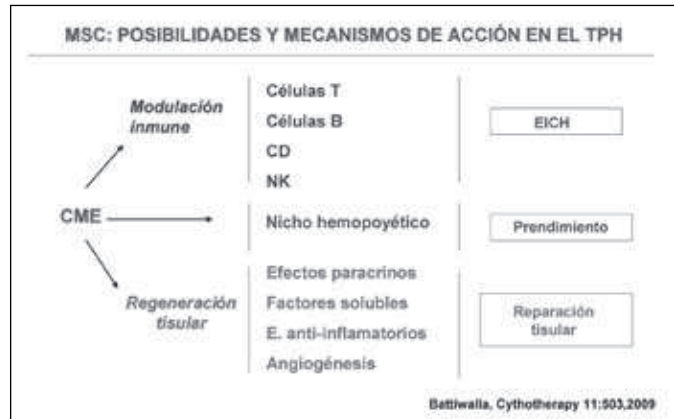 MSC: POSIBILIDADES Y MECANISMOS DE ACCIÓN EN EL TPH
Modulación
inmune
Células T
Células B
CD
NK
EICH
CME
Nicho hemopoyético
Prendimiento
Regeneración
tisular
Efectos paracrinos
Factores solubles
E. anti-inflamatorios
Angiogénesis
Reparación
tisular
Battiwalla, Cythotherapy 11:503,2009